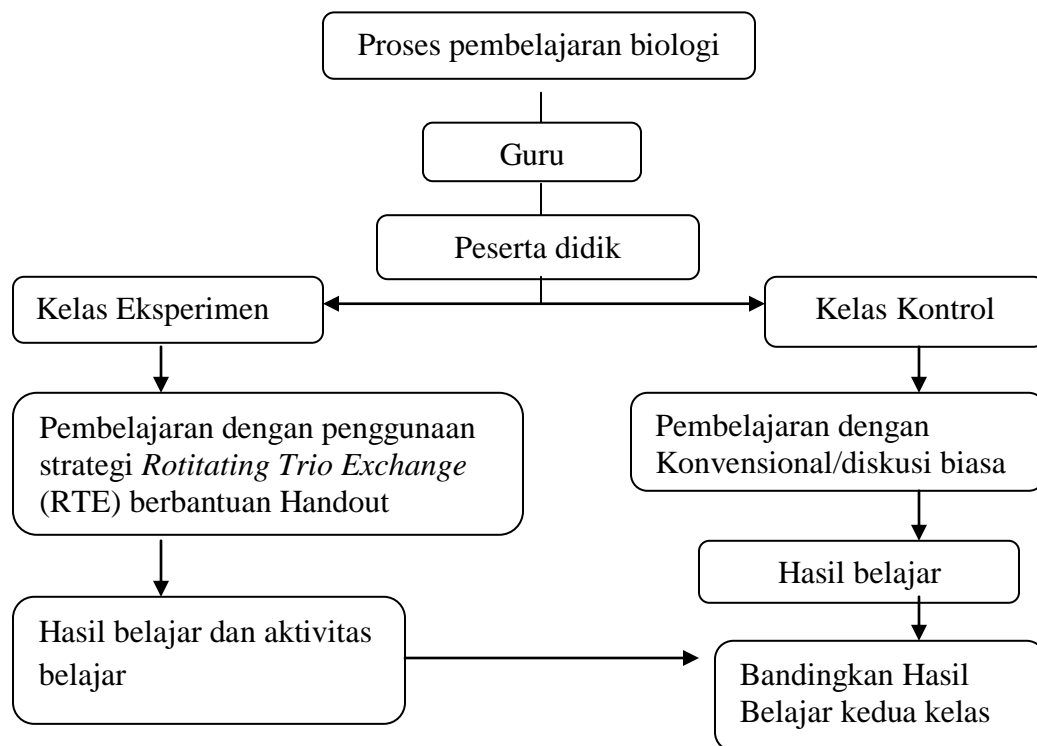 Proses pembelajaran biologi
Guru
Peserta didik
Kelas Eksperimen
Kelas Kontrol
Pembelajaran dengan penggunaan
strategi Rotitating Trio Exchange
(RTE) berbantuan Handout
Pembelajaran dengan
Konvensional/diskusi biasa
Hasil belajar
Hasil belajar dan aktivitas
belajar
Bandingkan Hasil
Belajar kedua kelas